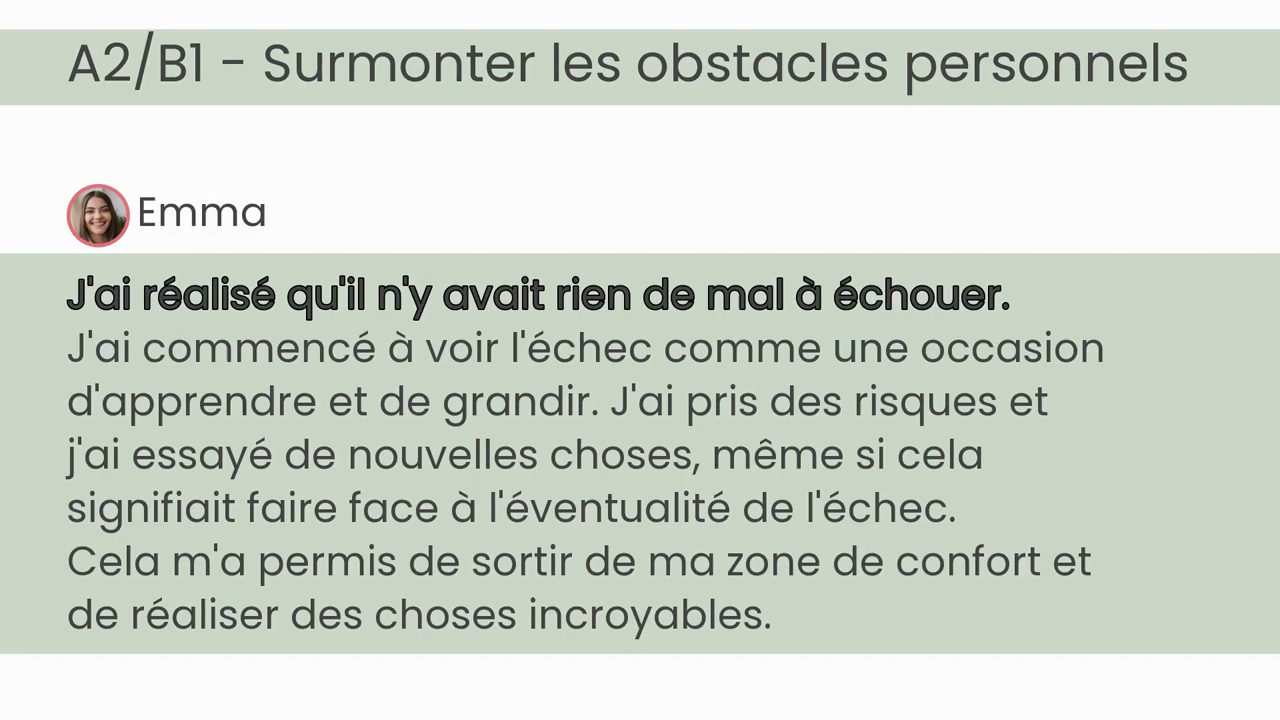 A2/B1 - Surmonter les obstacles personnels
Emma
J'ai réalisé qu'il n'y avait rien de mal à échouer.
J'ai commencé à voir l'échec comme une occasion
d'apprendre et de grandir. J'ai pris des risques et
j'ai essayé de nouvelles choses, même si cela
signifiait faire face à l'éventualité de l'échec.
Cela m'a permis de sortir de ma zone de confort et
de réaliser des choses incroyables.